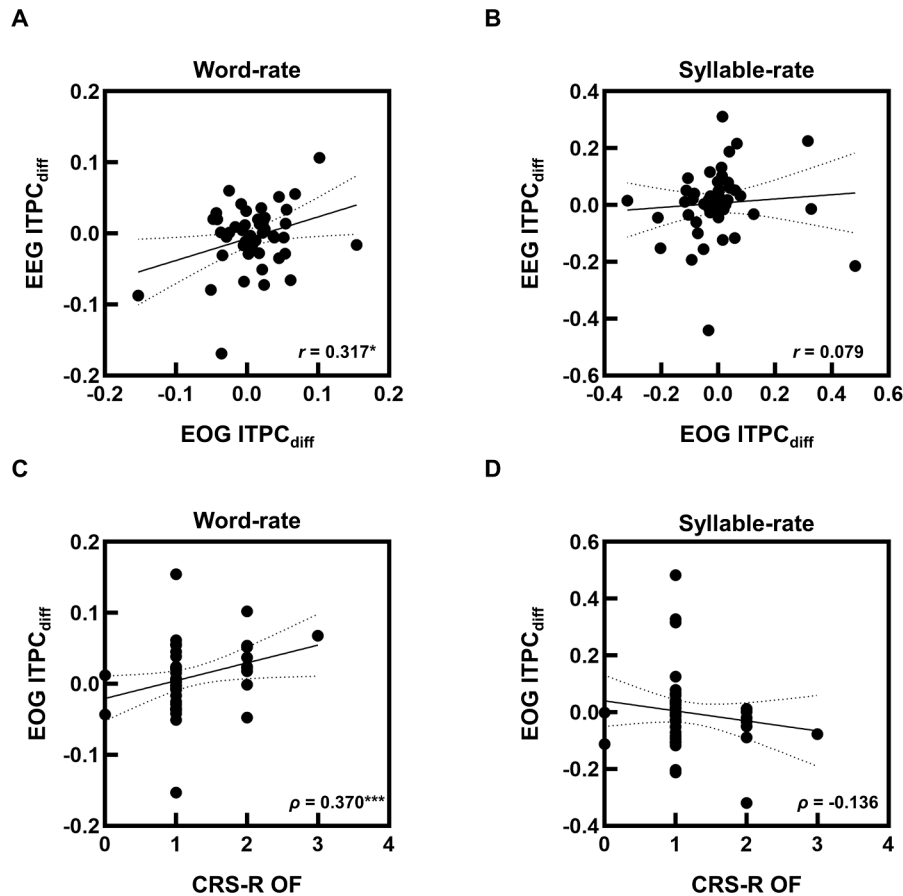 A
Word-rate
0.2
0.1
0.0
-0.1
-0.2
EEG ITPCdiff
r = 0.317*
-0.2 -0.1 0.0 0.1 0.2
EOG ITPCdiff
B
Syllable-rate
0.4
0.2
0.0
-0.2
-0.4
-0.6
EEG ITPCdiff
r = 0.079
-0.4 -0.2 0.0 0.2 0.4 0.6
EOG ITPCdiff
C
Word-rate
0.2
0.1
0.0
-0.1
-0.2
EOG ITPCdiff
ρ = 0.370***
0 1 2 3 4
CRS-R OF
D
Syllable-rate
0.6
0.4
0.2
0.0
-0.2
-0.4
EOG ITPCdiff
ρ = -0.136
0 1 2 3 4
CRS-R OF